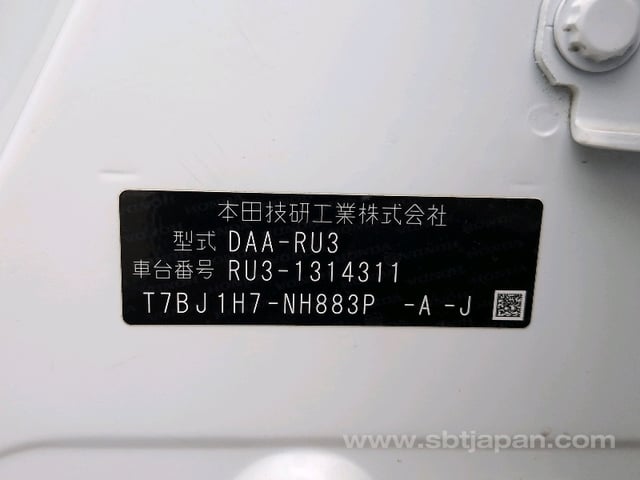 本田技研工業株式会社
型式 DAA-RU3
車台番号 RU3-1314311
T7BJ1H7-NH883P -A -J
www.sbtjapan.com